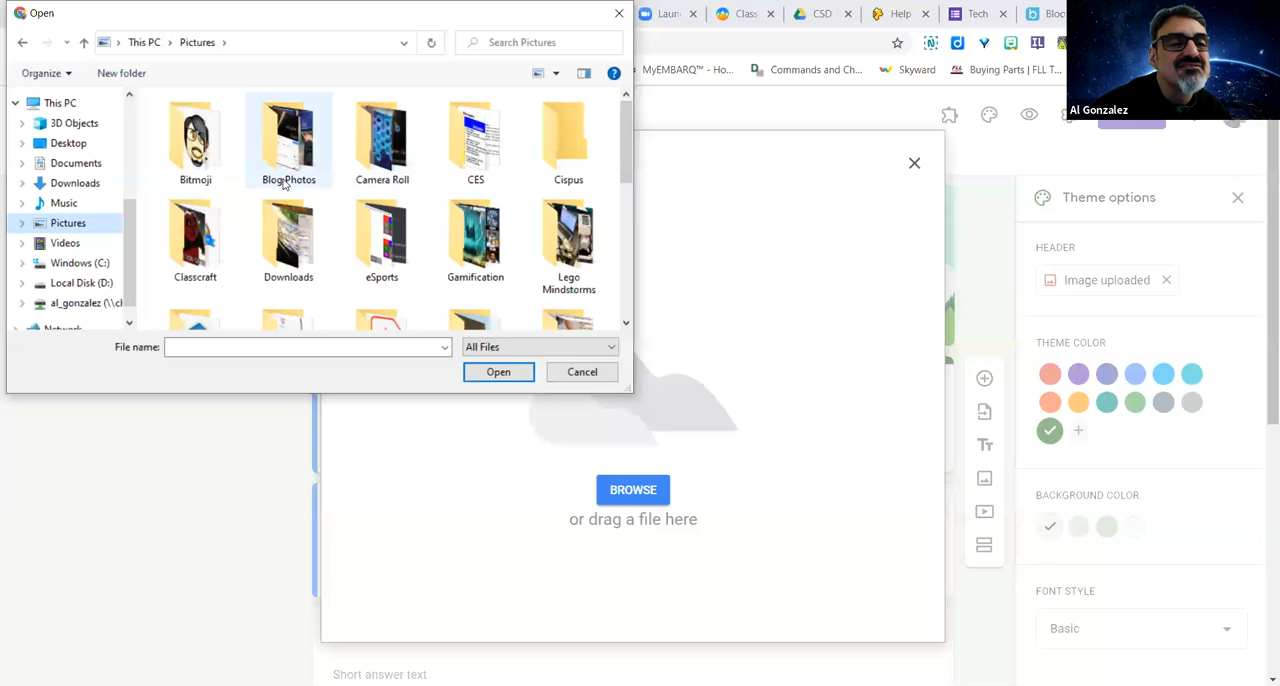 Open
Laun
Class
CSD
Help
Tech
Bloo
This PC
Pictures
Search Pictures
MyEMBARQ™ - Ho...
Commands and Ch...
Skyward
Buying Parts | FLL T...
Organize
New folder
Al Gonzalez
This PC
3D Objects
Desktop
Documents
Downloads
Music
Pictures
Videos
Windows (C:)
Local Disk (D:)
al_gonzalez (\\cl
Network
Bitmoji
Blog Photos
Camera Roll
CES
Cispus
Classcraft
Downloads
eSports
Gamification
Lego
Mindstorms
File name:
All Files
Open
Cancel
BROWSE
or drag a file here
Short answer text
Theme options
HEADER
Image uploaded
THEME COLOR
BACKGROUND COLOR
FONT STYLE
Basic